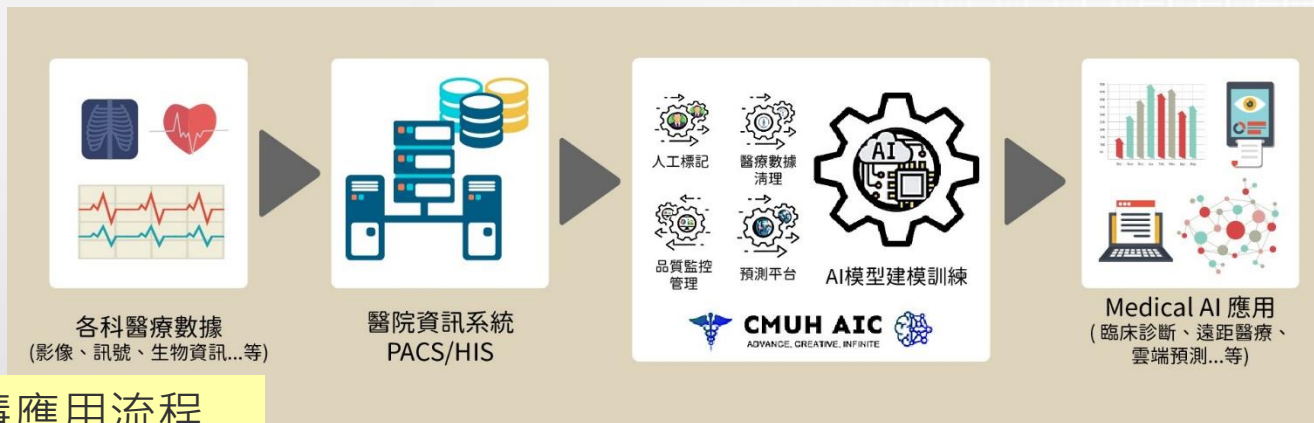 各科醫療數據
(影像、訊號、生物資訊...等)
醫院資訊系統
PACS/HIS
人工標記
醫療數據
清理
品質監控
管理
預測平台
AI
AI模型建模訓練
CMUH AIC
ADVANCE, CREATIVE, INFINITE
Medical AI 應用
( 臨床診斷、遠距醫療、
雲端預測...等)
應用流程